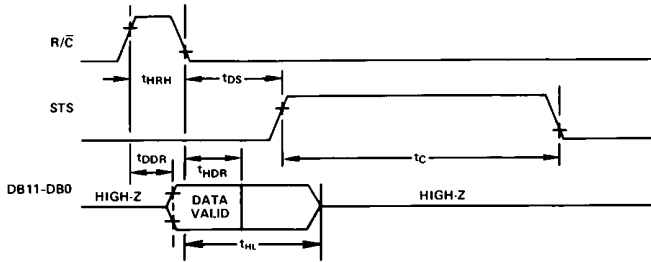 R/C̅
tHRH
tDS
STS
tC
tDDR
tHDR
DB11-DB0
HIGH-Z
DATA
VALID
HIGH-Z
tHL